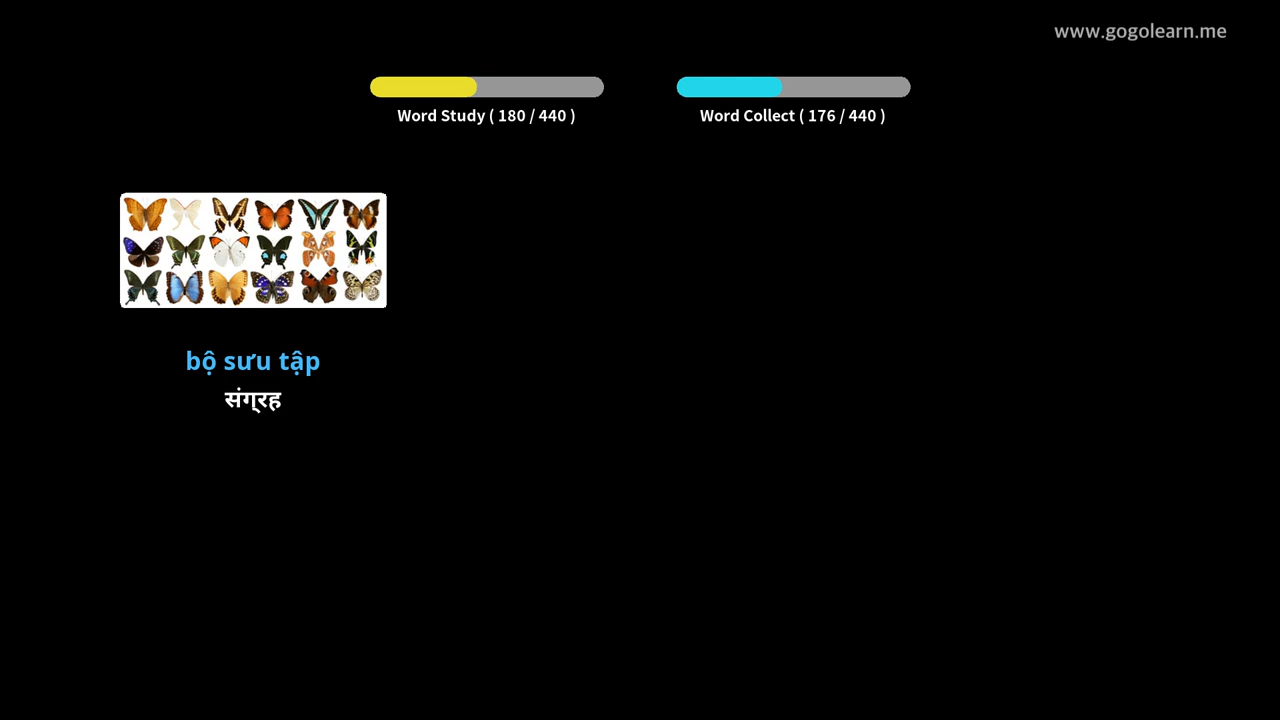 www.gogolearn.me
Word Study ( 180 / 440 )
Word Collect ( 176 / 440 )
bộ sưu tập
संग्रह